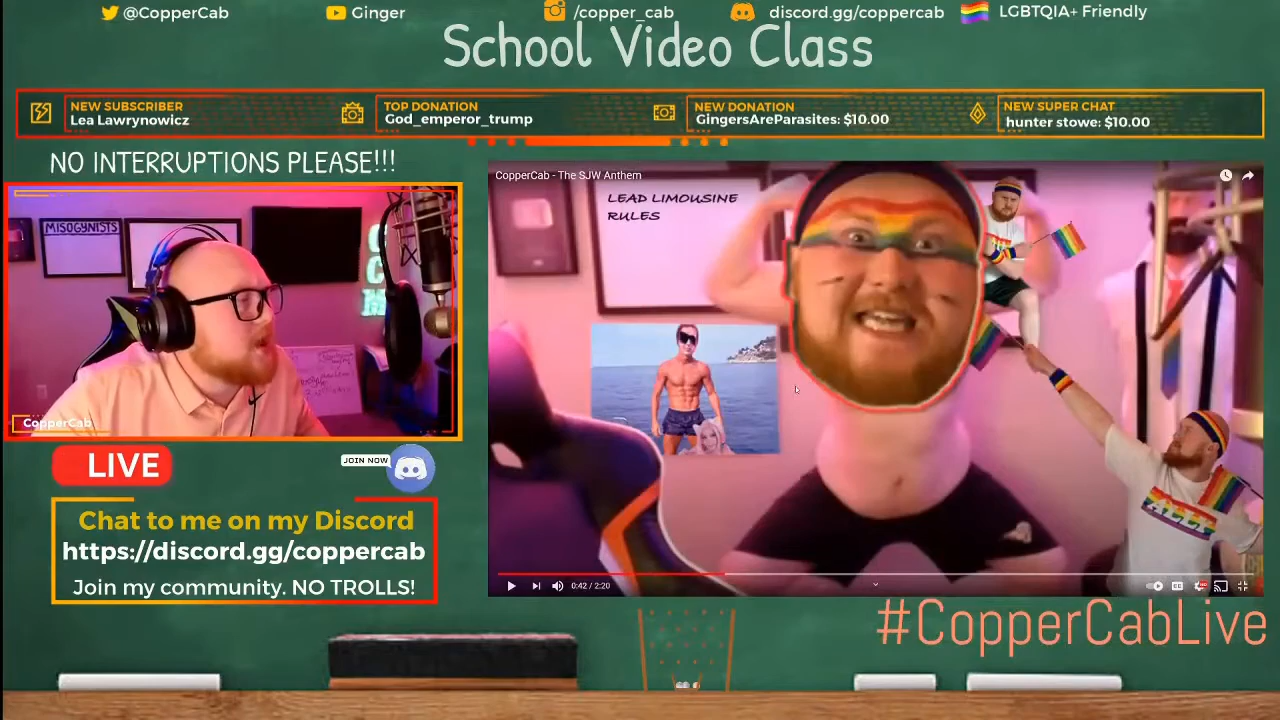 @CopperCab
Ginger
/copper_cab
discord.gg/coppercab
LGBTQIA+ Friendly
School Video Class
NEW SUBSCRIBER
Lea Lawrynowicz
TOP DONATION
God_emperor_trump
NEW DONATION
GingersAreParasites: $10.00
NEW SUPER CHAT
hunter stowe: $10.00
NO INTERRUPTIONS PLEASE!!!
MISOGYNISTS
CopperCab
CopperCab - The SJW Anthem
LEAD LIMOUSINE
RULES
ALLY
0:42 / 2:20
LIVE
JOIN NOW
Chat to me on my Discord
https://discord.gg/coppercab
Join my community. NO TROLLS!
#CopperCabLive